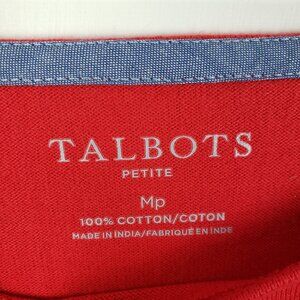 TALBOTS
PETITE
Mp
100% COTTON/COTON
MADE IN INDIA/FABRIQUÉ EN INDE